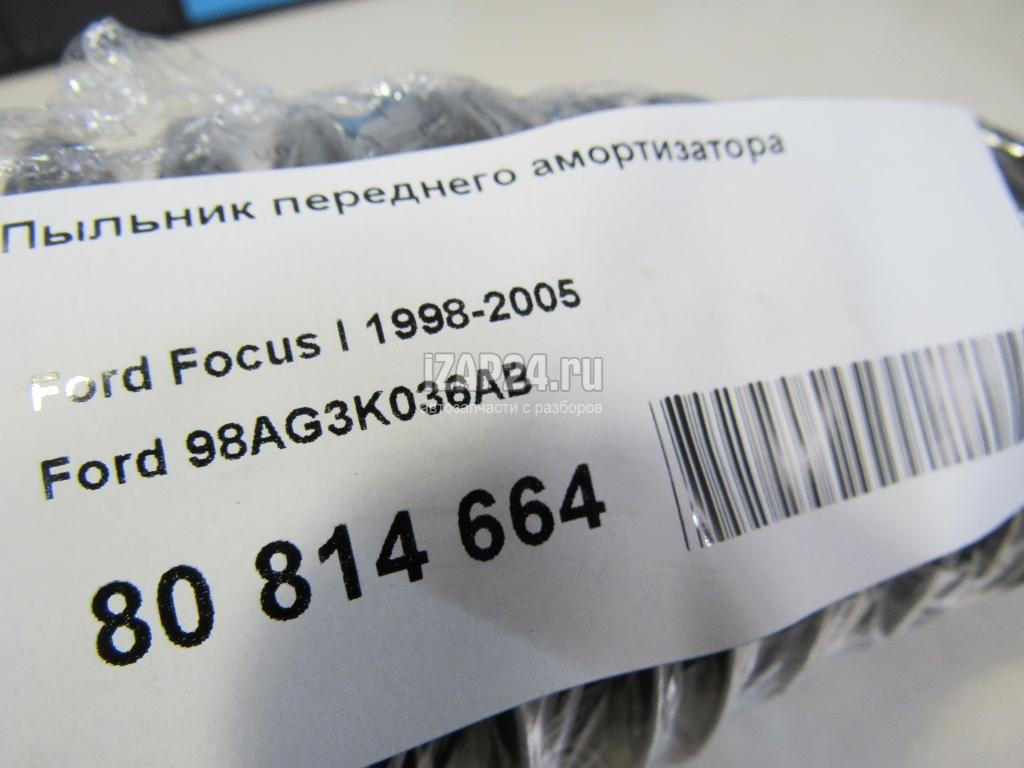 Пыльник переднего амортизатора
Ford Focus I 1998-2005
iZAP24.ru
Ford 98AG3K036AB
автозапчасти с разборов
80 814 664